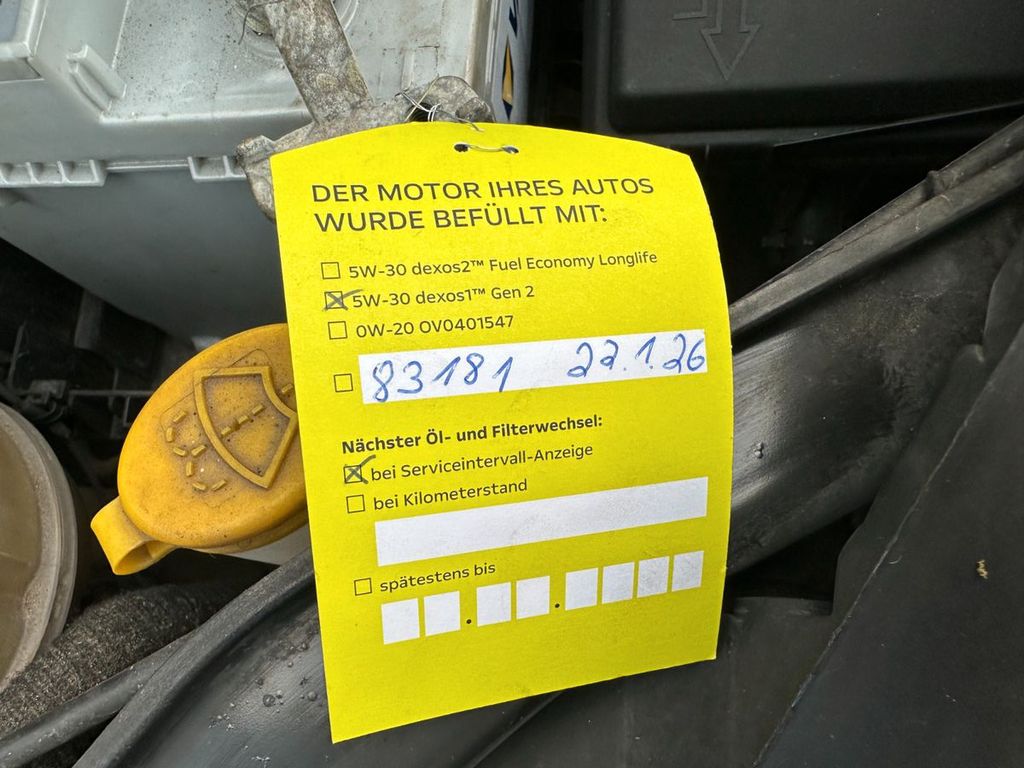 DER MOTOR IHRES AUTOS
WURDE BEFÜLLT MIT:
5W-30 dexos2™ Fuel Economy Longlife
5W-30 dexos1™ Gen 2
0W-20 OV0401547
83181 22.1.26
Nächster Öl- und Filterwechsel:
bei Serviceintervall-Anzeige
bei Kilometerstand
spätestens bis